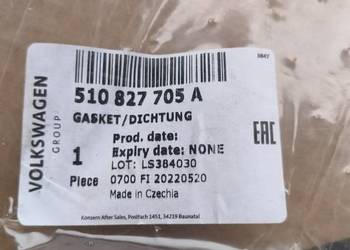 VOLKSWAGEN
GROUP
510 827 705 A
GASKET/DICHTUNG
Prod. date:
Expiry date: NONE
LOT: LS384030
1
Piece
0700 FI 20220520
Made in Czechia
EAC
Konzern After Sales, Postfach 1451, 34219 Baunatal